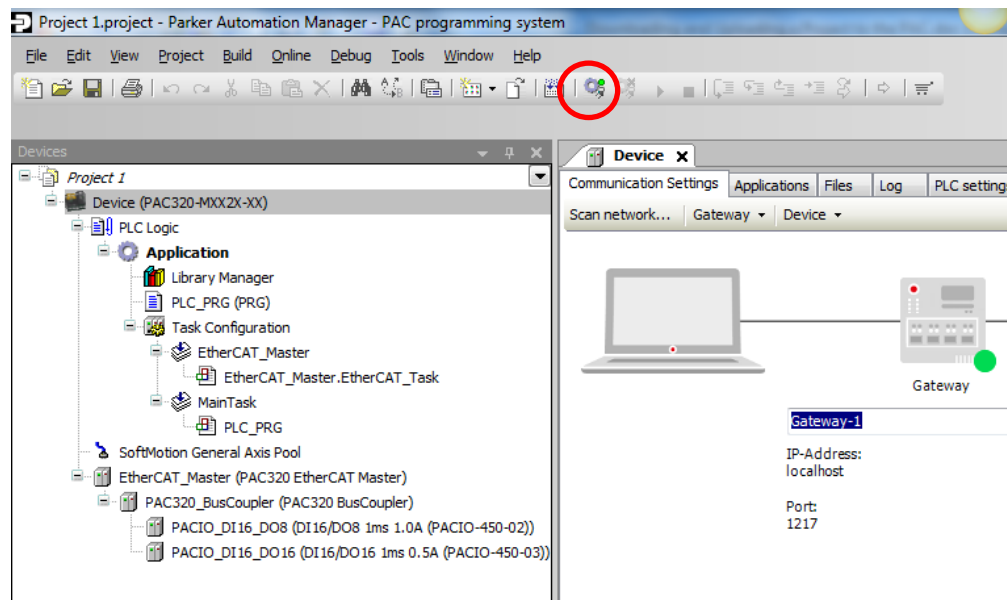 Project 1.project - Parker Automation Manager - PAC programming system
File Edit View Project Build Online Debug Tools Window Help
Devices
Device
Project 1
Communication Settings Applications Files Log PLC setting
Device (PAC320-MXX2X-XX)
Scan network... Gateway Device
PLC Logic
Application
Library Manager
PLC_PRG (PRG)
Task Configuration
EtherCAT_Master
EtherCAT_Master.EtherCAT_Task
MainTask
PLC_PRG
SoftMotion General Axis Pool
EtherCAT_Master (PAC320 EtherCAT Master)
PAC320_BusCoupler (PAC320 BusCoupler)
PACIO_DI16_DO8 (DI16/DO8 1ms 1.0A (PACIO-450-02))
PACIO_DI16_DO16 (DI16/DO16 1ms 0.5A (PACIO-450-03))
Gateway
Gateway-1
IP-Address:
localhost
Port:
1217